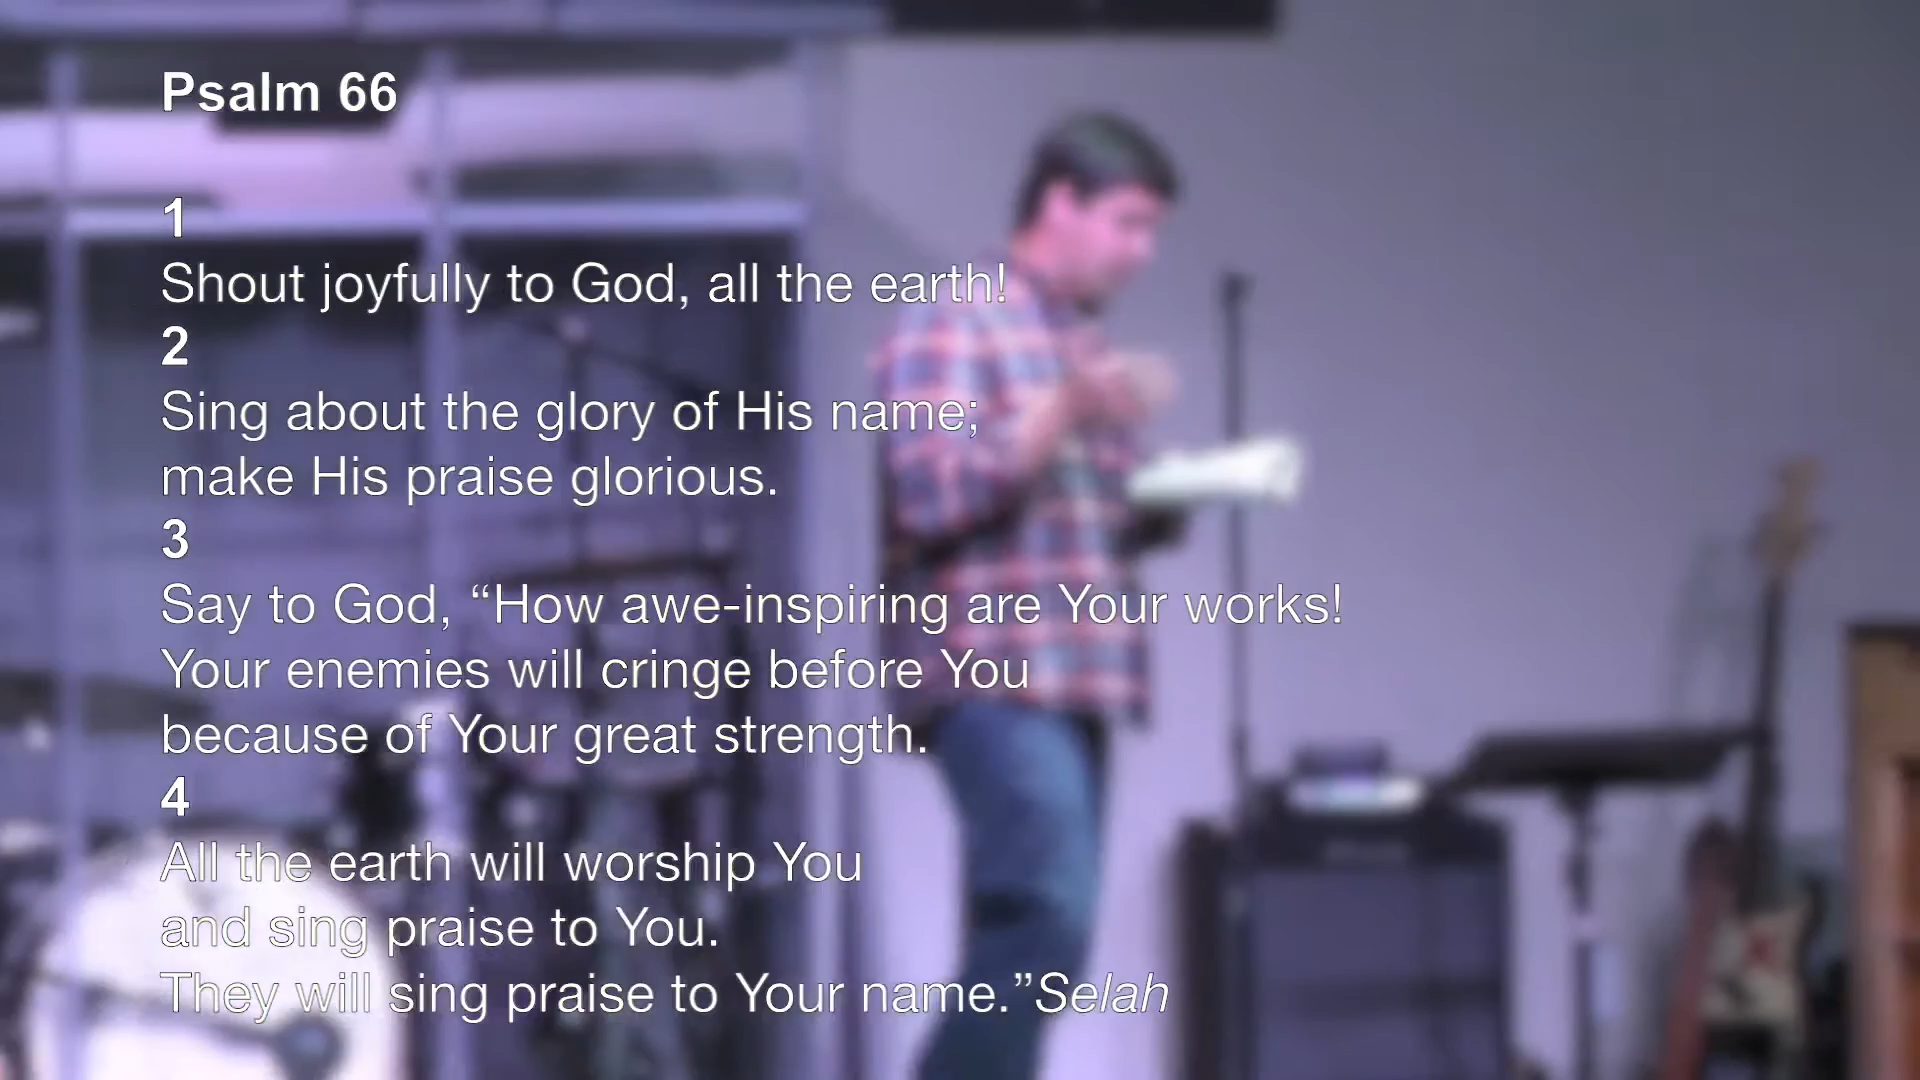 Psalm 66
1
Shout joyfully to God, all the earth!
2
Sing about the glory of His name;
make His praise glorious.
3
Say to God, “How awe-inspiring are Your works!
Your enemies will cringe before You
because of Your great strength.
4
All the earth will worship You
and sing praise to You.
They will sing praise to Your name.”Selah